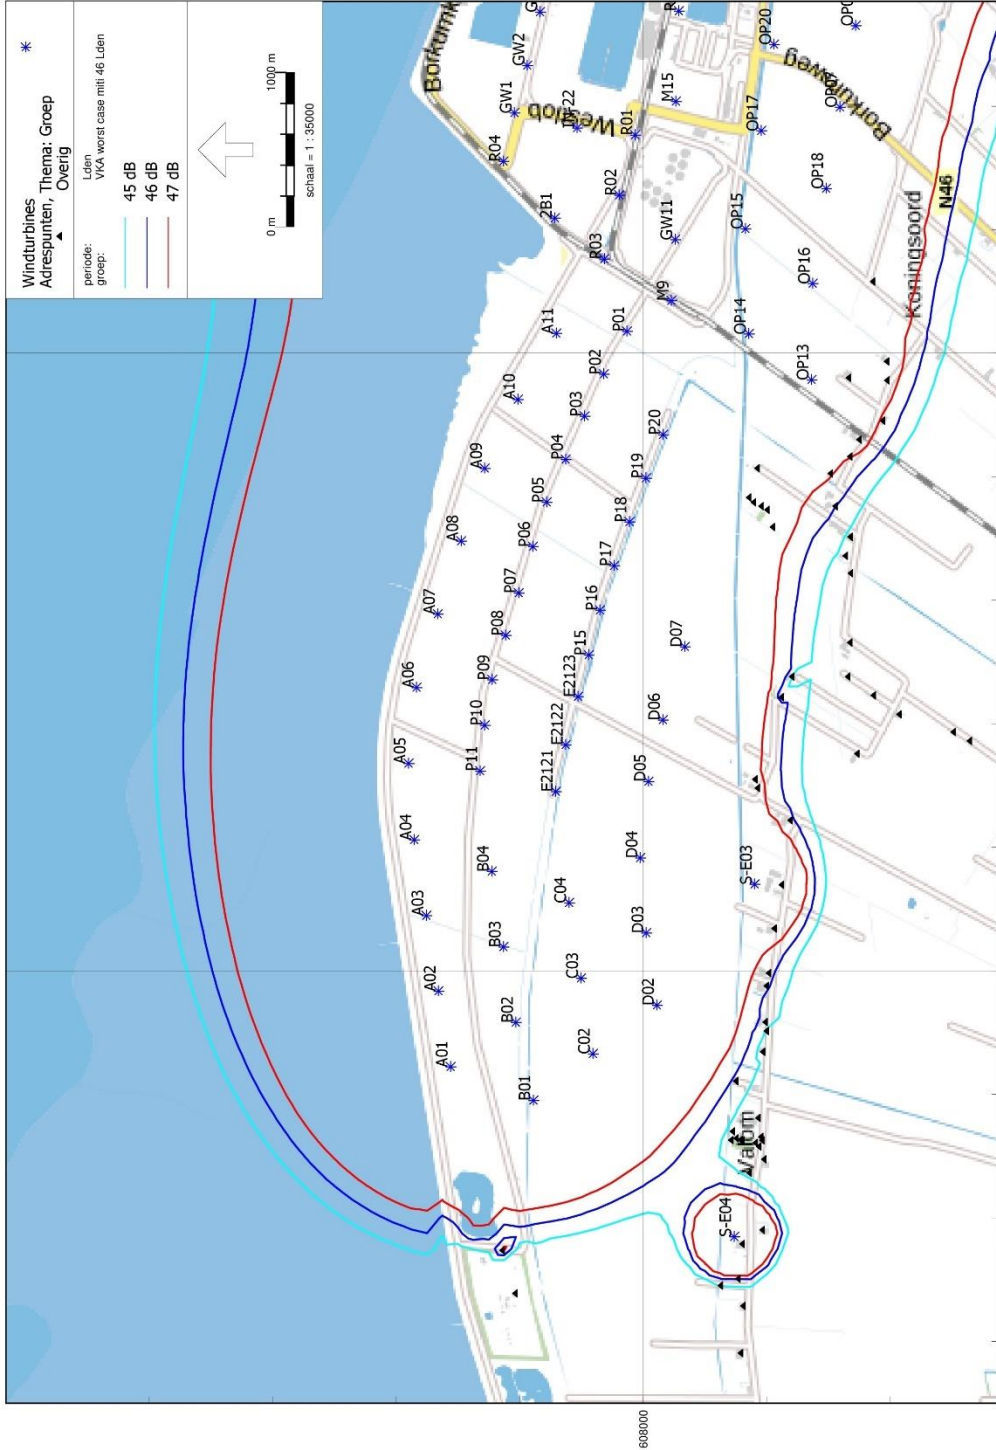 Windturbines
Adrespunten, Thema: Groep
Overig
periode: Lden
groep: VKA worst case miti 46 Lden
45 dB
46 dB
47 dB
0 m 1000 m
schaal = 1 : 35000
A01
A02
A03
A04
A05
A06
A07
A08
A09
A10
A11
2B1
R04
GW1
GW2
B01
B02
B03
B04
P11
P10
P09
P08
P07
P06
P05
P04
P03
P02
P01
R03
R02
R01
C02
C03
C04
E2121
E2122
E2123
P15
P16
P17
P18
P19
P20
M9
GW11
M15
D02
D03
D04
D05
D06
D07
OP14
OP15
OP17
OP20
S-E04
S-E03
OP13
OP16
OP18
Borkumweg
N46
Koningsoord
608000